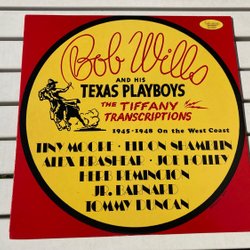 Bob Wills
AND HIS
TEXAS PLAYBOYS
THE TIFFANY
TRANSCRIPTIONS
1945-1948 On the West Coast
TINY MOORE · ELDON SHAMBLIN
ALEX BRASHEAR · JOE HOLLEY
HERB REMINGTON
JR. BARNARD
TOMMY DUNCAN